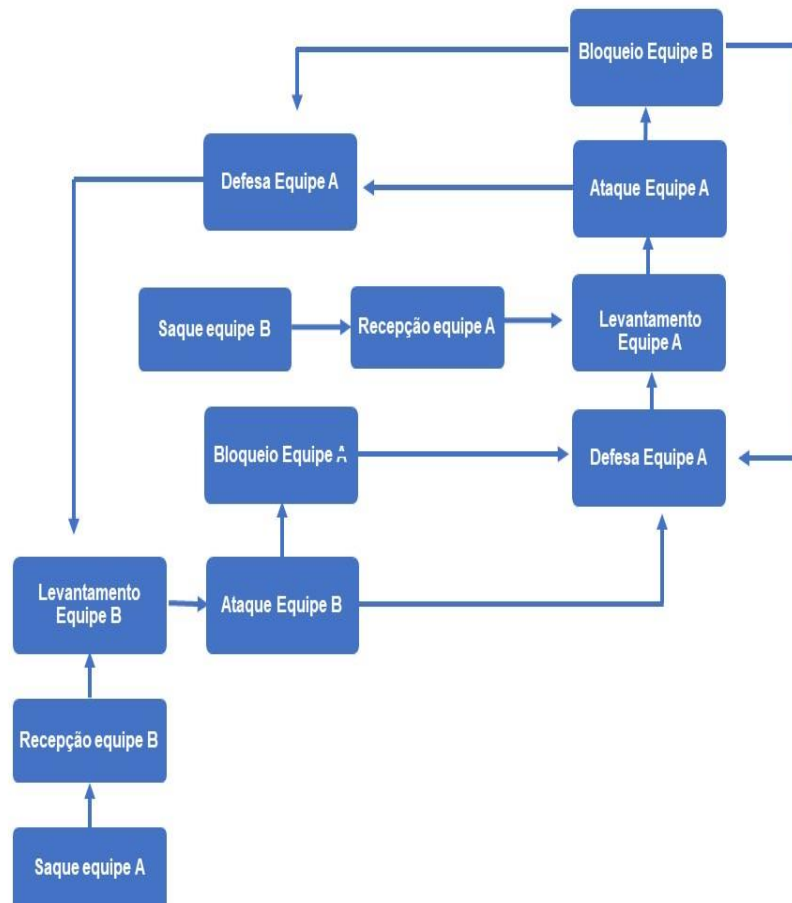 Bloqueio Equipe B
Defesa Equipe A
Ataque Equipe A
Saque equipe B
Recepção equipe A
Levantamento
Equipe A
Bloqueio Equipe A
Defesa Equipe A
Levantamento
Equipe B
Ataque Equipe B
Recepção equipe B
Saque equipe A